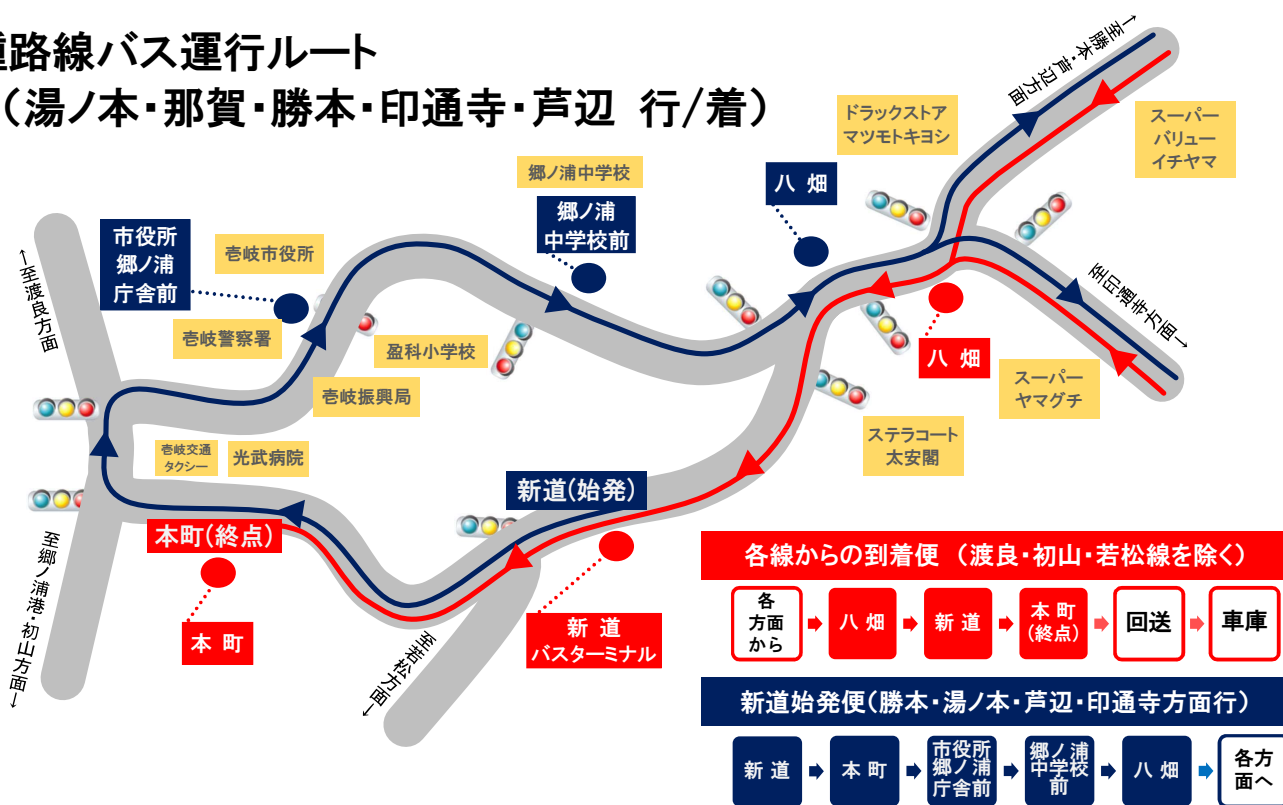 路線バス運行ルート
（湯ノ本・那賀・勝本・印通寺・芦辺 行/着）
←至勝本・芦辺方面
ドラックストア
マツモトキヨシ
スーパー
バリュー
イチヤマ
郷ノ浦中学校
八 畑
郷ノ浦
中学校前
市役所
郷ノ浦
庁舎前
壱岐市役所
←至渡良方面
至印通寺方面→
壱岐警察署
盈科小学校
八 畑
スーパー
ヤマグチ
壱岐振興局
ステラコート
太安閣
壱岐交通
タクシー
光武病院
新道(始発)
本町(終点)
至郷ノ浦港・初山方面→
本 町
新 道
バスターミナル
至若松方面→
各線からの到着便 （渡良・初山・若松線を除く）
各
方面
から
八 畑
新 道
本 町
(終点)
回送
車庫
新道始発便(勝本・湯ノ本・芦辺・印通寺方面行)
新 道
本 町
市役所
郷ノ浦
庁舎前
郷ノ浦
中学校
前
八 畑
各方
面へ